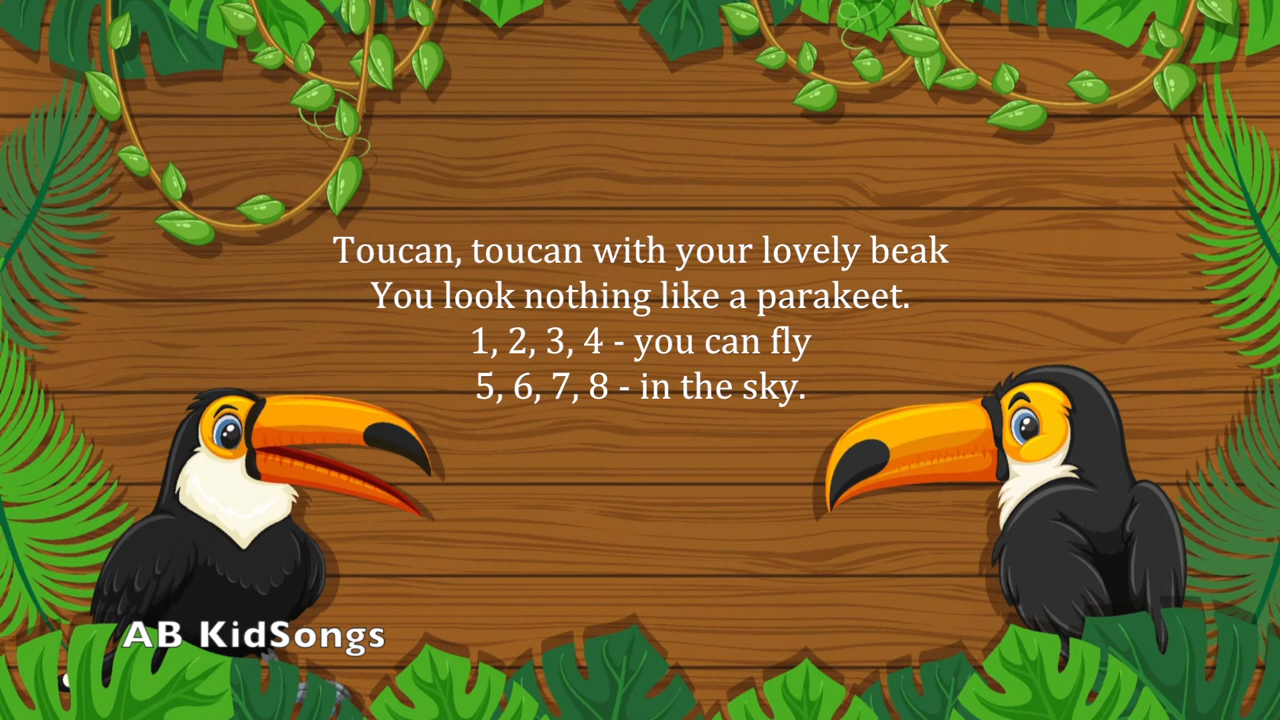 Toucan, toucan with your lovely beak
You look nothing like a parakeet.
1, 2, 3, 4 - you can fly
5, 6, 7, 8 - in the sky.
AB KidSongs